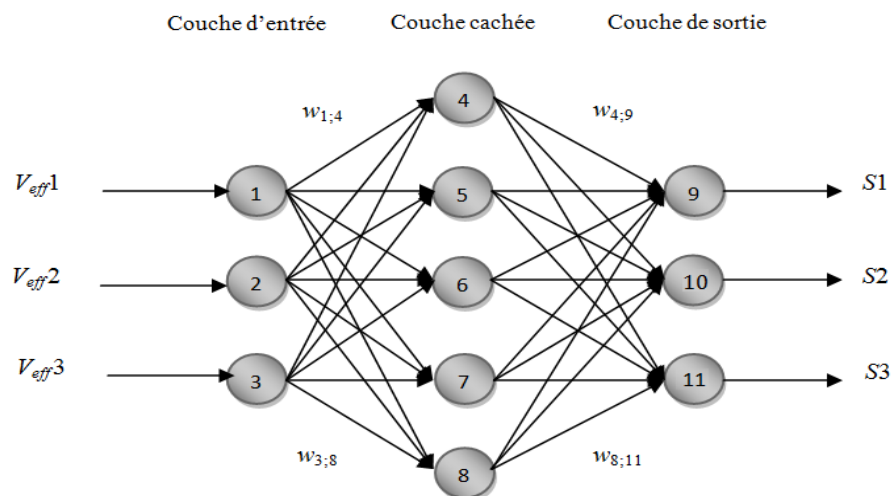 Couche d'entrée Couche cachée Couche de sortie
4
w1;4 w4;9
Veff1 1 5 9 S1
Veff2 2 6 10 S2
Veff3 3 7 11 S3
w3;8 w8;11
8